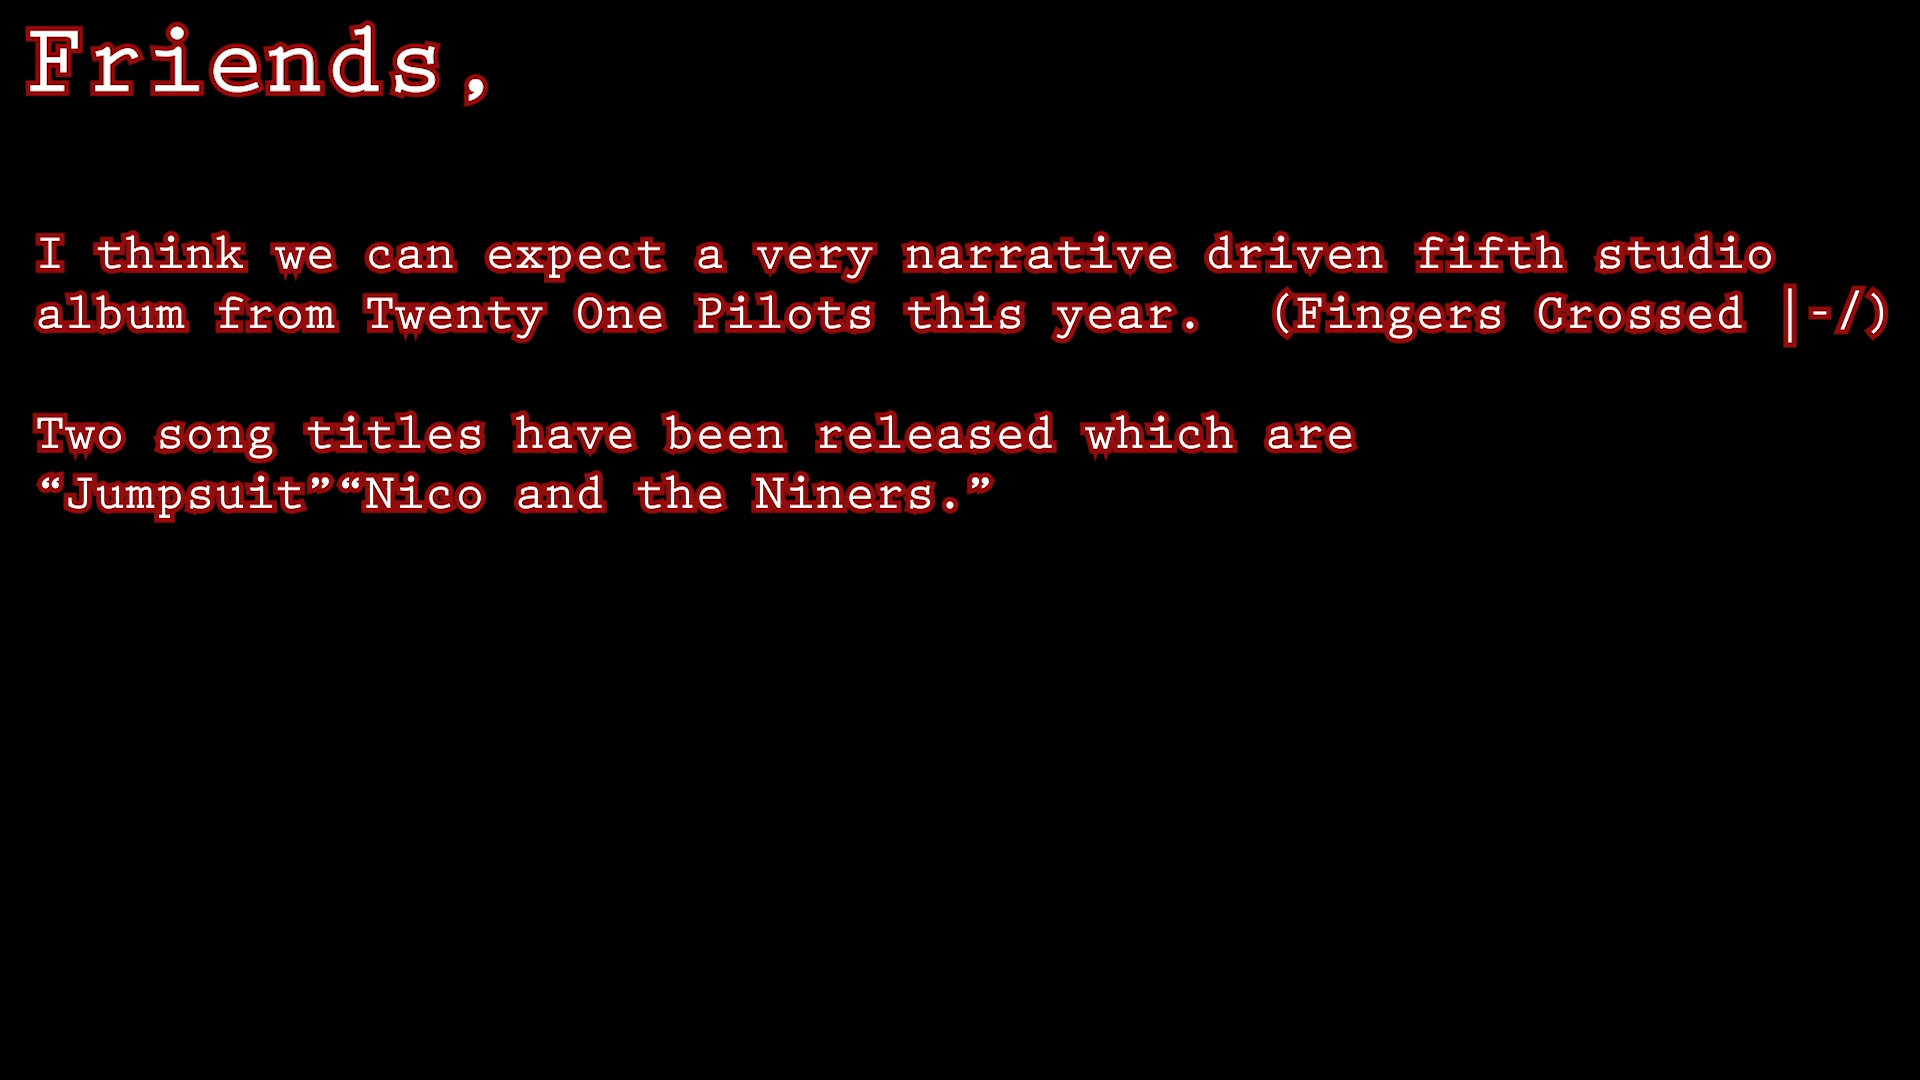 Friends,
I think we can expect a very narrative driven fifth studio
album from Twenty One Pilots this year.  (Fingers Crossed |-/)
Two song titles have been released which are
“Jumpsuit”“Nico and the Niners.”